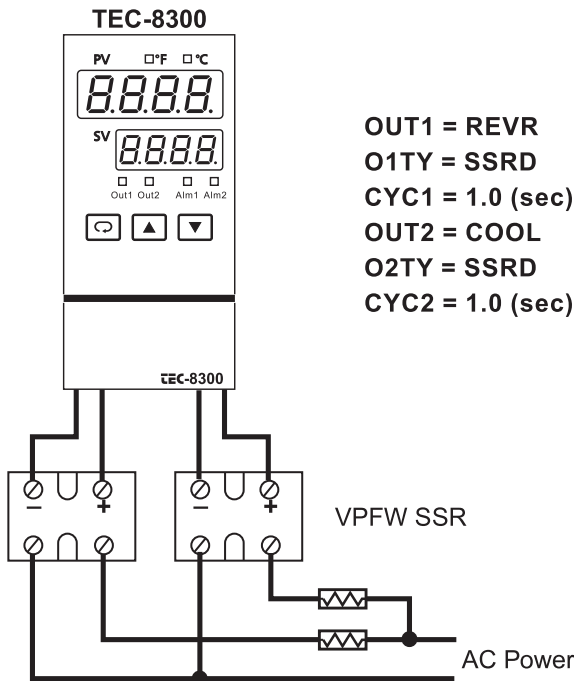 TEC-8300
PV °F °C
8.8.8.8.
SV 8.8.8.8.
Out1 Out2 Alm1 Alm2
TEC-8300
OUT1 = REVR
O1TY = SSRD
CYC1 = 1.0 (sec)
OUT2 = COOL
O2TY = SSRD
CYC2 = 1.0 (sec)
– + – +
VPFW SSR
AC Power